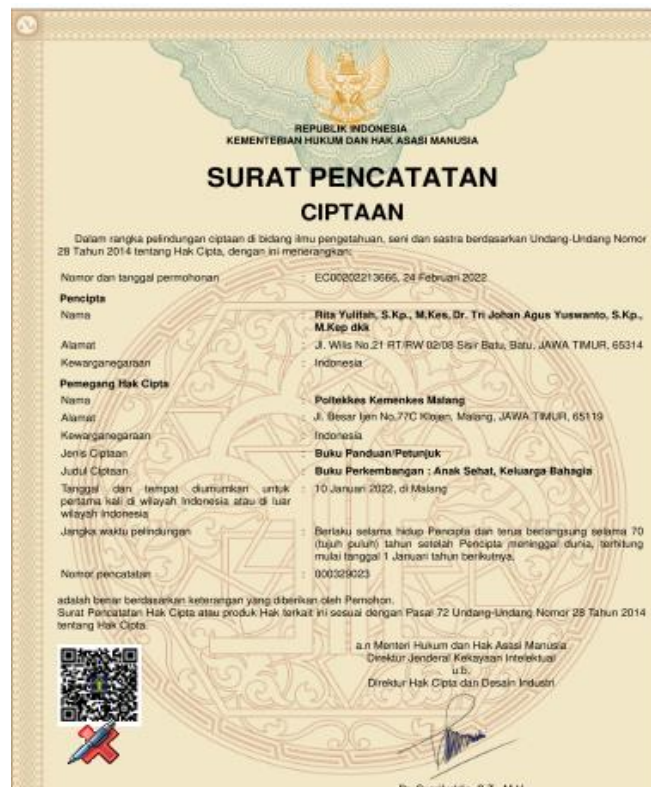 REPUBLIK INDONESIA
KEMENTERIAN HUKUM DAN HAK ASASI MANUSIA
SURAT PENCATATAN
CIPTAAN
Dalam rangka pelindungan ciptaan di bidang ilmu pengetahuan, seni dan sastra berdasarkan Undang-Undang Nomor
28 Tahun 2014 tentang Hak Cipta, dengan ini menerangkan:
Nomor dan tanggal permohonan : EC00202213666, 24 Februari 2022
Pencipta
Nama : Rita Yulifah, S.Kp., M.Kes, Dr. Tri Johan Agus Yuswanto, S.Kp.,
M.Kep dkk
Alamat : Jl. Wilis No.21 RT/RW 02/08 Sisir Batu, Batu, JAWA TIMUR, 65314
Kewarganegaraan : Indonesia
Pemegang Hak Cipta
Nama : Poltekkes Kemenkes Malang
Alamat : Jl. Besar Ijen No.77C Klojen, Malang, JAWA TIMUR, 65119
Kewarganegaraan : Indonesia
Jenis Ciptaan : Buku Panduan/Petunjuk
Judul Ciptaan : Buku Perkembangan : Anak Sehat, Keluarga Bahagia
Tanggal dan tempat diumumkan untuk : 10 Januari 2022, di Malang
pertama kali di wilayah Indonesia atau di luar
wilayah Indonesia
Jangka waktu pelindungan : Berlaku selama hidup Pencipta dan terus berlangsung selama 70
(tujuh puluh) tahun setelah Pencipta meninggal dunia, terhitung
mulai tanggal 1 Januari tahun berikutnya.
Nomor pencatatan : 000329023
adalah benar berdasarkan keterangan yang diberikan oleh Pemohon.
Surat Pencatatan Hak Cipta atau produk Hak terkait ini sesuai dengan Pasal 72 Undang-Undang Nomor 28 Tahun 2014
tentang Hak Cipta.
a.n Menteri Hukum dan Hak Asasi Manusia
Direktur Jenderal Kekayaan Intelektual
u.b.
Direktur Hak Cipta dan Desain Industri